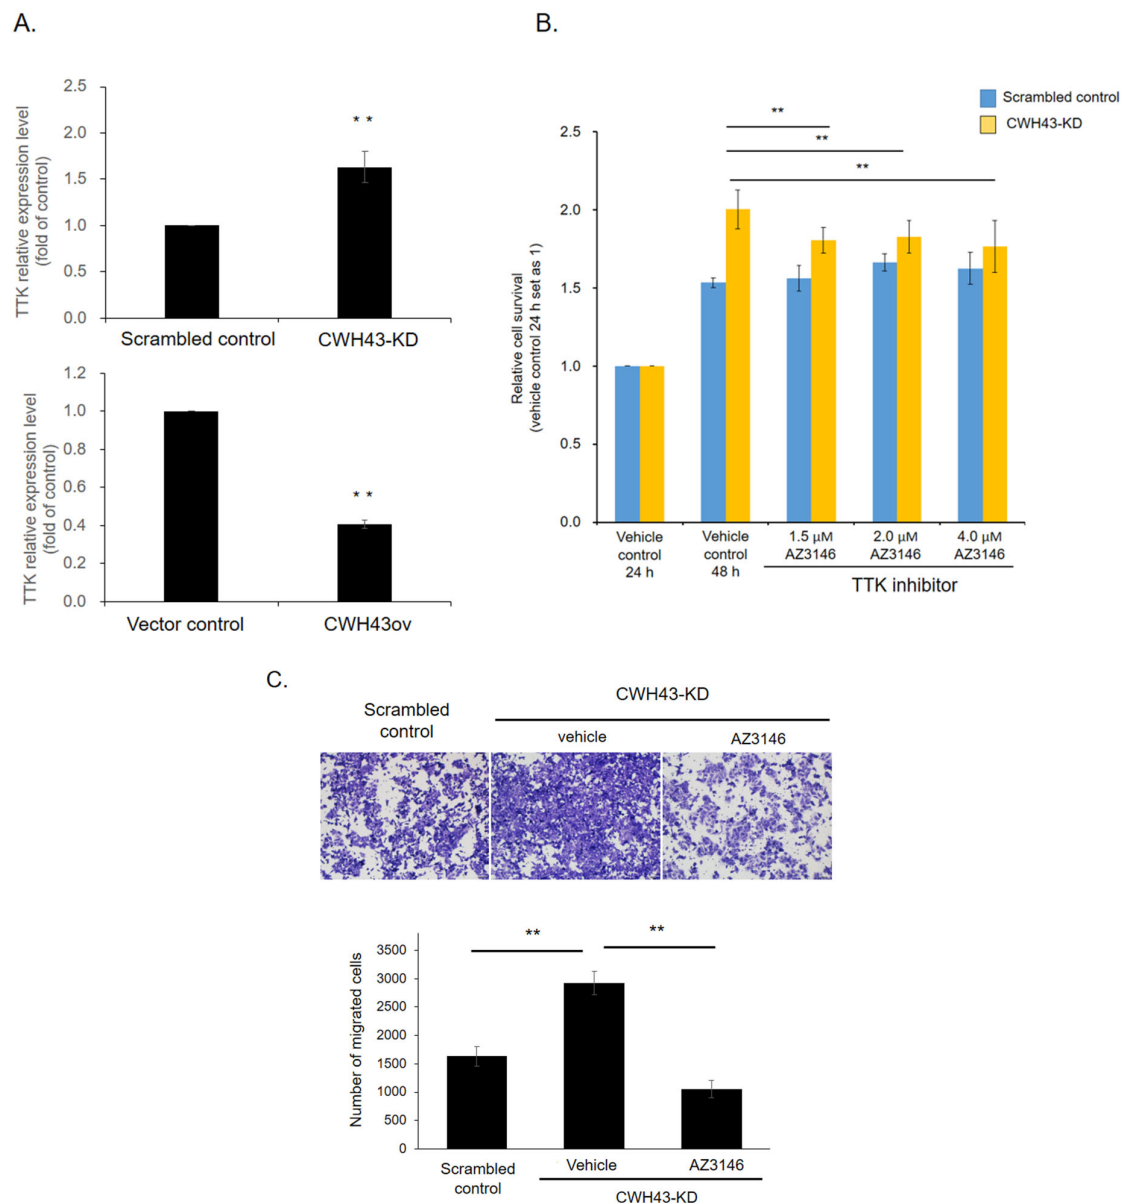 A.
TTK relative expression level
(fold of control)
2.5
2.0
1.5
1.0
0.5
0.0
**
Scrambled control CWH43-KD
TTK relative expression level
(fold of control)
1.2
1.0
0.8
0.6
0.4
0.2
0.0
**
Vector control CWH43ov
B.
Scrambled control
CWH43-KD
Relative cell survival
(vehicle control 24 h set as 1)
2.5
2.0
1.5
1.0
0.5
0.0
**
**
**
Vehicle
control
24 h
Vehicle
control
48 h
1.5 μM
AZ3146
2.0 μM
AZ3146
4.0 μM
AZ3146
TTK inhibitor
C.
CWH43-KD
Scrambled
control
vehicle AZ3146
Number of migrated cells
3500
3000
2500
2000
1500
1000
500
0
** **
Scrambled
control
Vehicle AZ3146
CWH43-KD